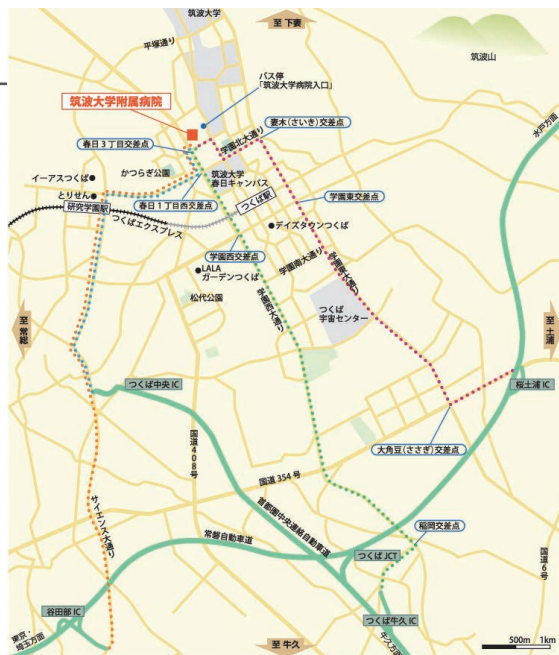 筑波大学
至 下妻
平塚通り
筑波山
バス停
「筑波大学病院入口」
水戸方面
筑波大学附属病院
妻木(さいき)交差点
学園北大通り
春日3丁目交差点
かつらぎ公園
筑波大学
春日キャンパス
イーアスつくば
とりせん
春日1丁目西交差点
つくば駅
学園東交差点
研究学園駅
つくばエクスプレス
デイズタウンつくば
学園西交差点
学園南大通り
学園東大通り
LALA
ガーデンつくば
学園西大通り
松代公園
つくば
宇宙センター
至 常総
至 土浦
つくば中央 IC
桜土浦 IC
大角豆(ささぎ)交差点
国道408号
国道 354 号
サイエンス大通り
首都圏中央連絡自動車道
稲岡交差点
常磐自動車道
つくば JCT
国道6号
谷田部 IC
つくば牛久 IC
東京・
埼玉方面
至 牛久
牛久方面
500m 1km